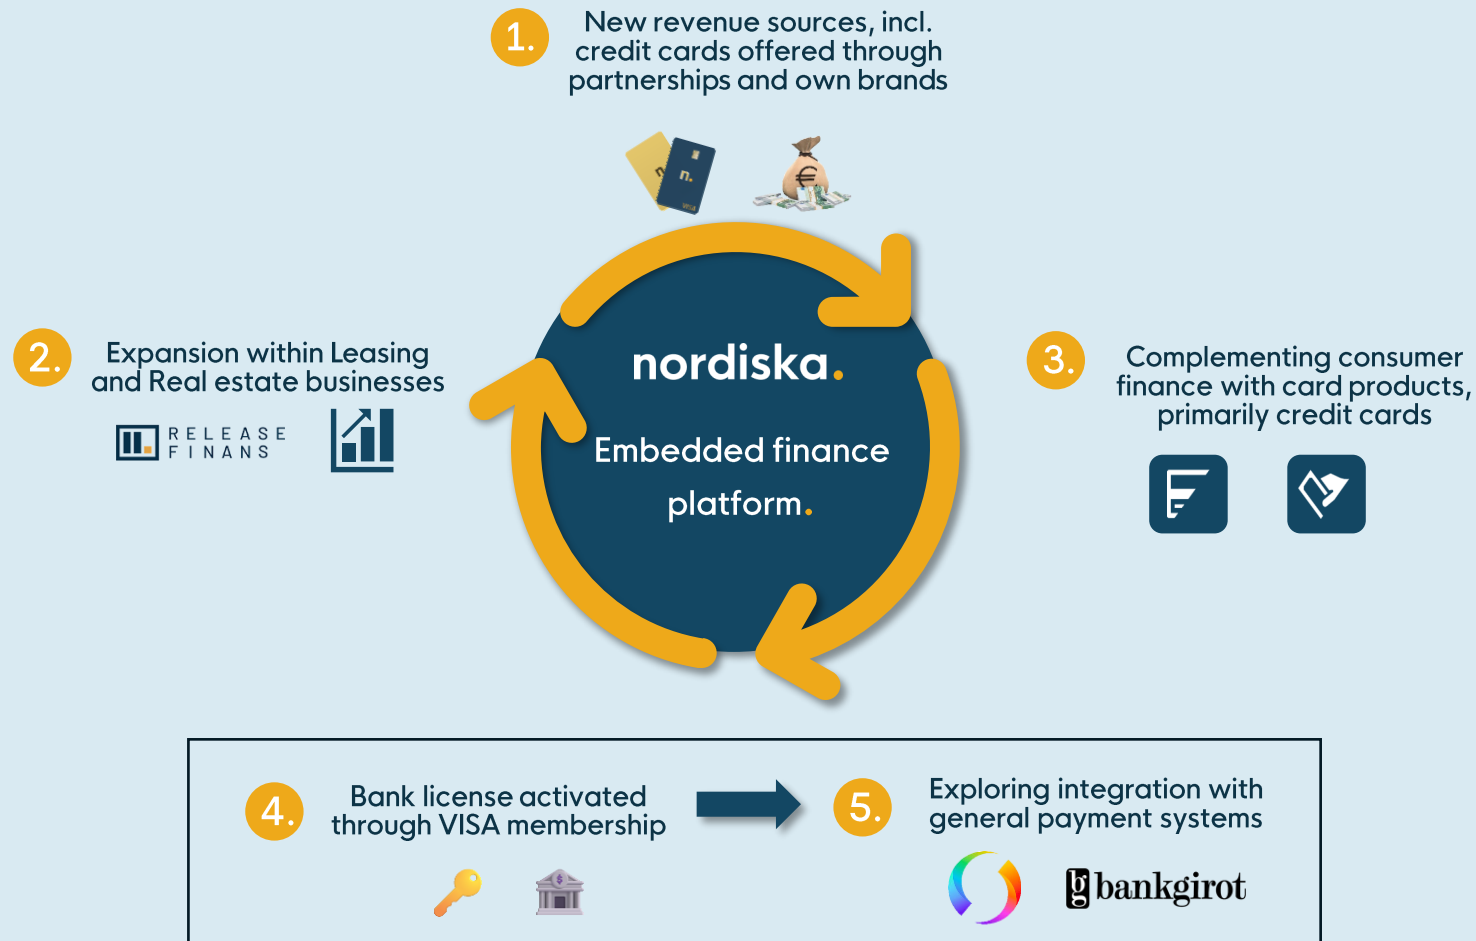 1.
New revenue sources, incl.
credit cards offered through
partnerships and own brands
n.
n.
VISA
€
2.
Expansion within Leasing
and Real estate businesses
RELEASE
FINANS
nordiska.
Embedded finance
platform.
3.
Complementing consumer
finance with card products,
primarily credit cards
4.
Bank license activated
through VISA membership
$
5.
Exploring integration with
general payment systems
g bankgirot